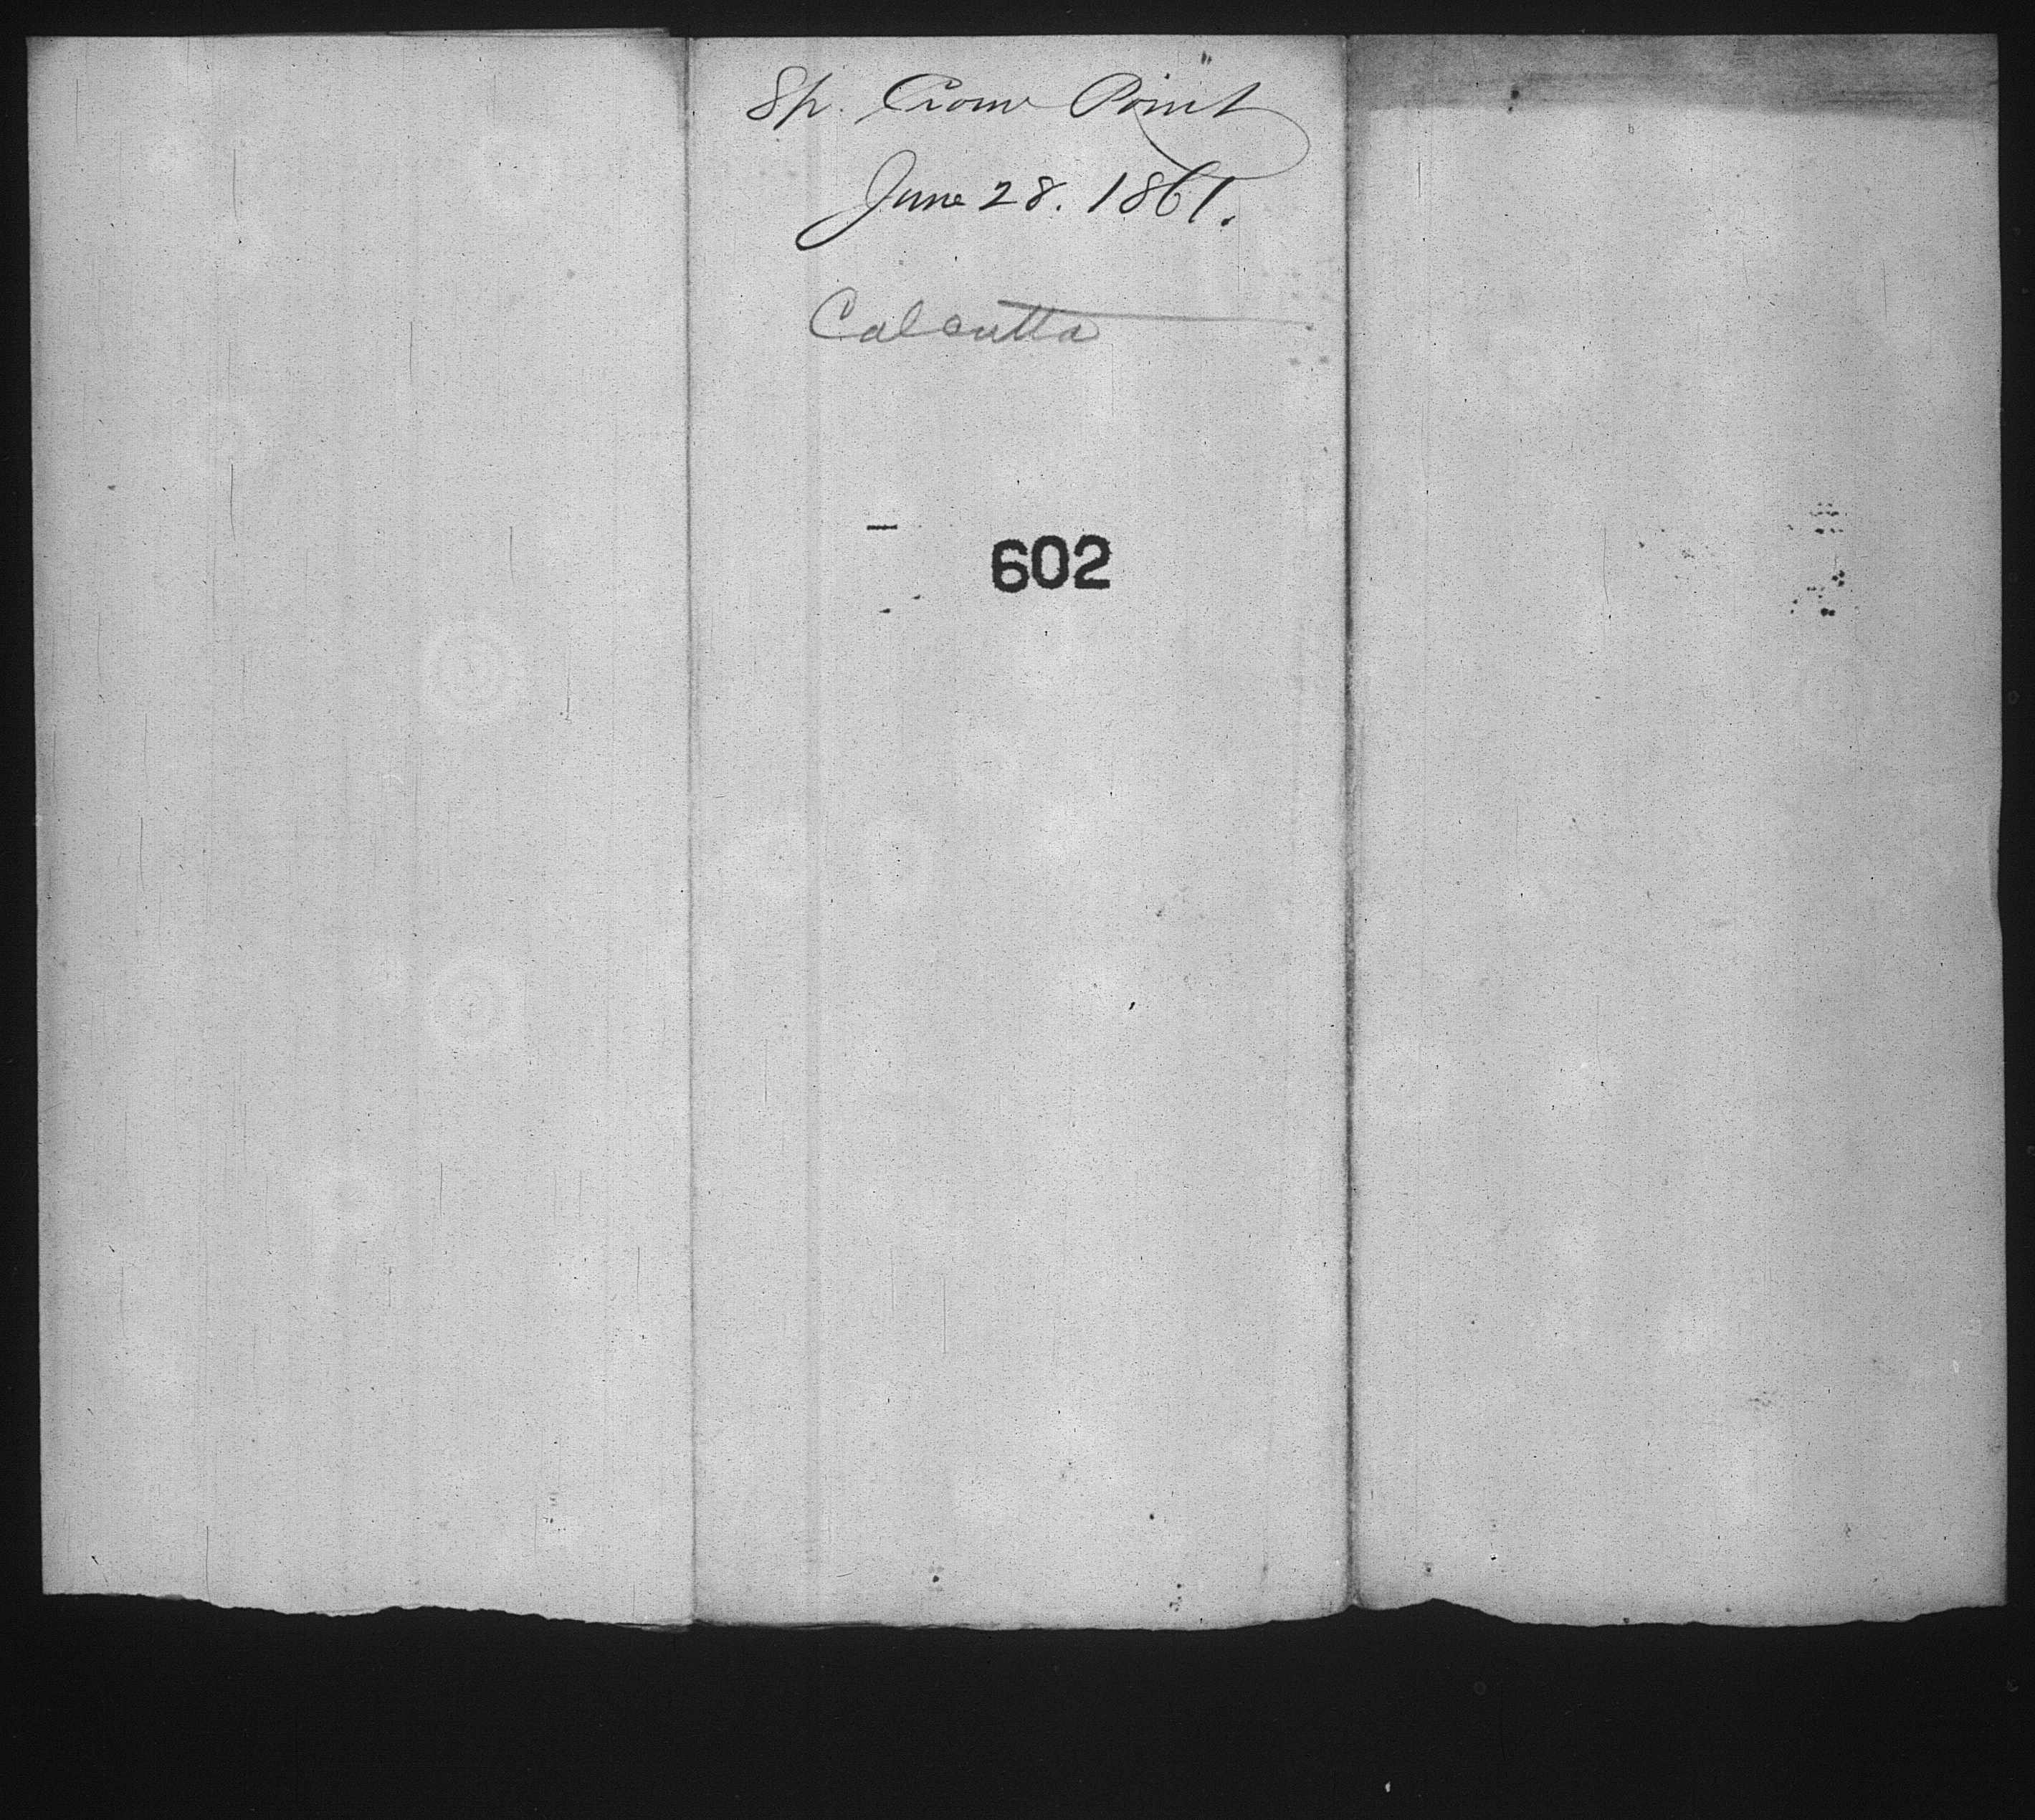 Sh. Crown Point
June 28. 1861.
Calcutta
602